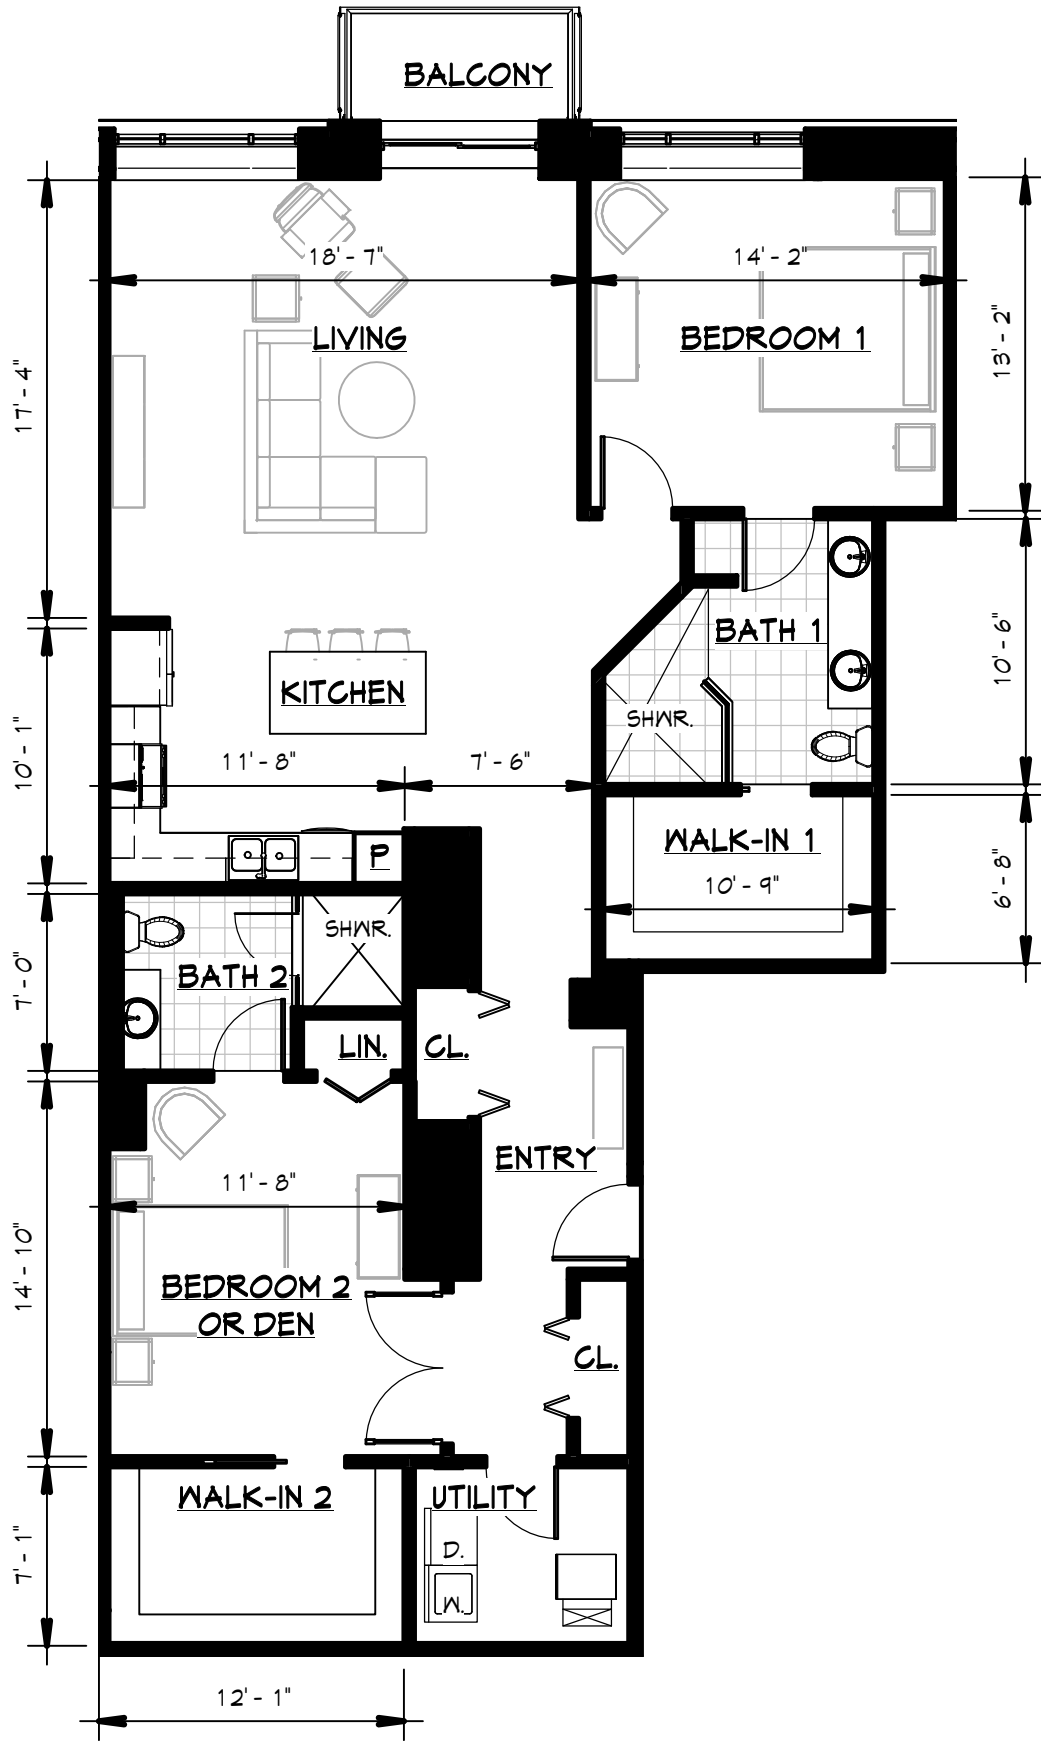 BALCONY
18'- 7"
14'- 2"
LIVING
BEDROOM 1
13'- 2"
17'- 4"
BATH 1
10'- 6"
KITCHEN
SHWR.
10'- 1"
11'- 8"
7'- 6"
P
WALK-IN 1
10'- 9"
6'- 8"
SHWR.
BATH 2
7'- 0"
LIN.
CL.
ENTRY
11'- 8"
14'- 10"
BEDROOM 2
OR DEN
CL.
WALK-IN 2
UTILITY
D.
W.
7'- 1"
12'- 1"